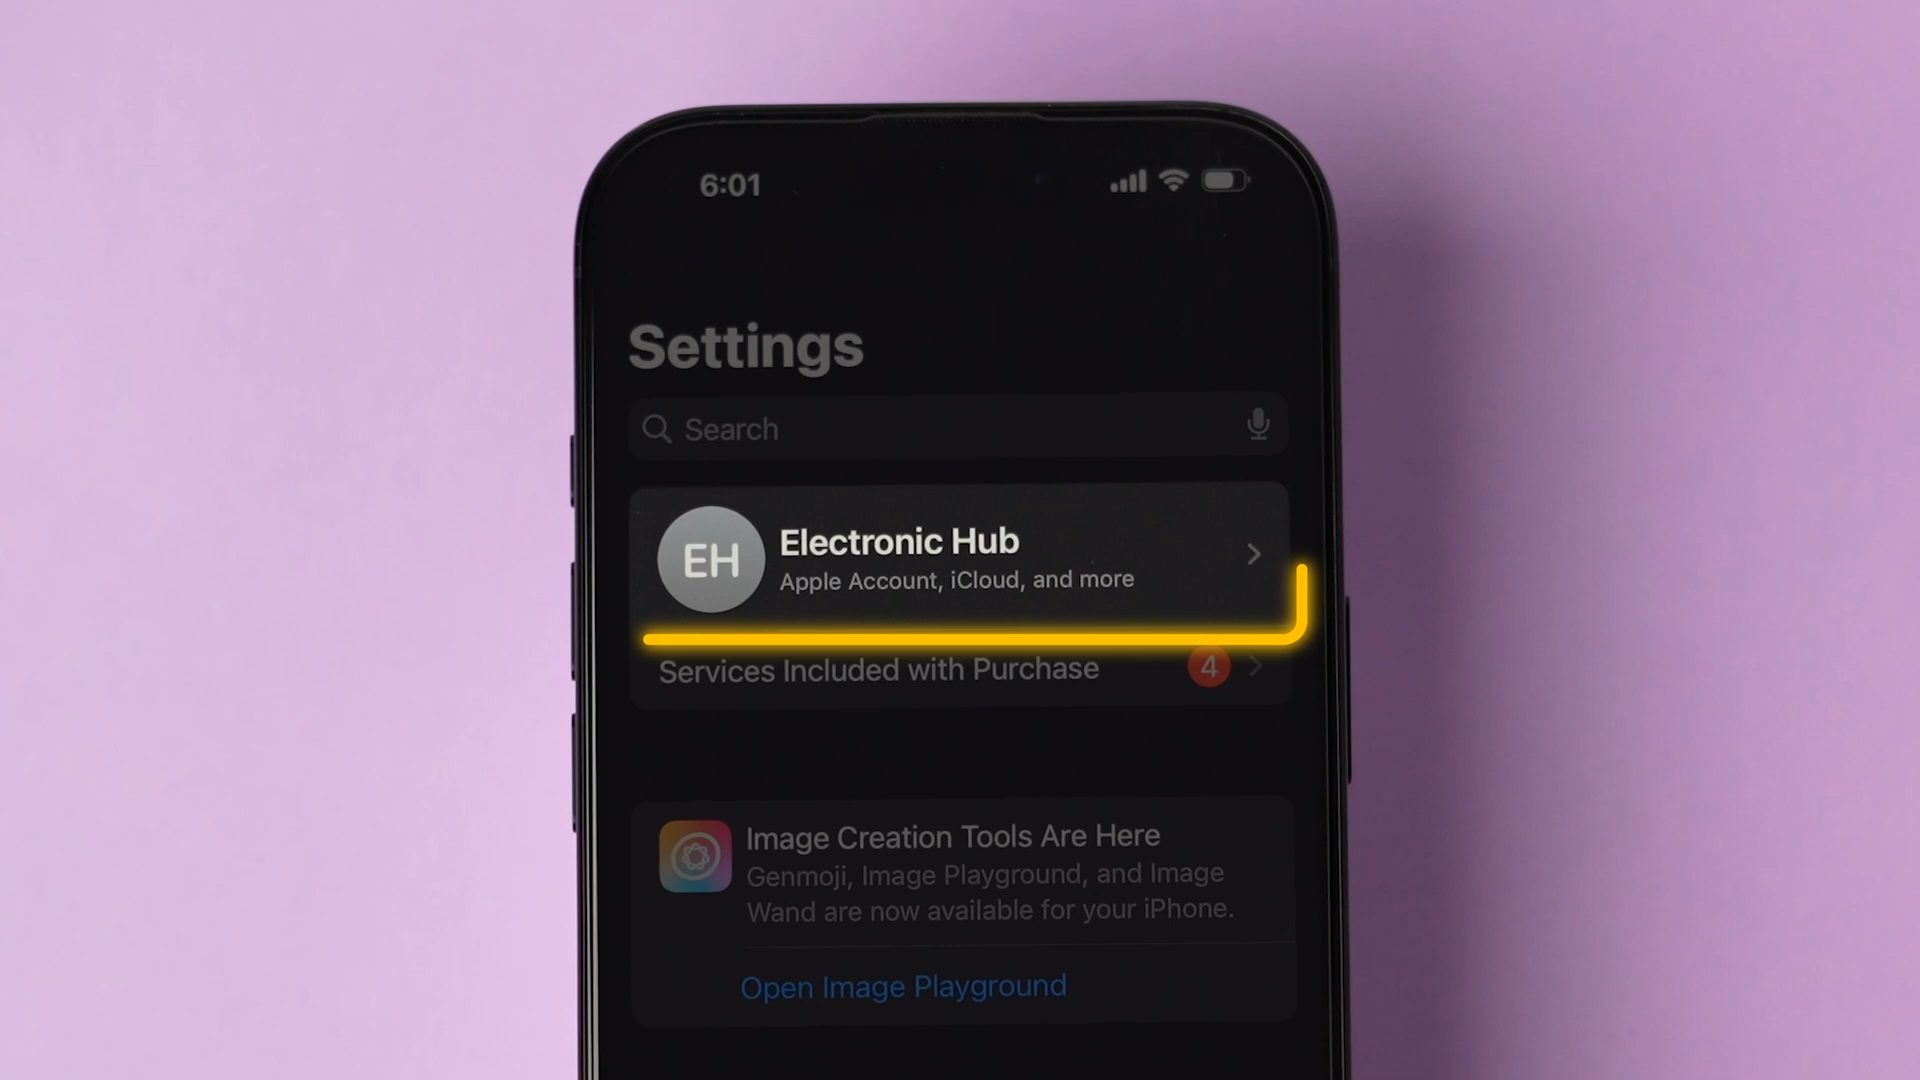 6:01
Settings
Search
EH
Electronic Hub
Apple Account, iCloud, and more
Services Included with Purchase
4
Image Creation Tools Are Here
Genmoji, Image Playground, and Image
Wand are now available for your iPhone.
Open Image Playground